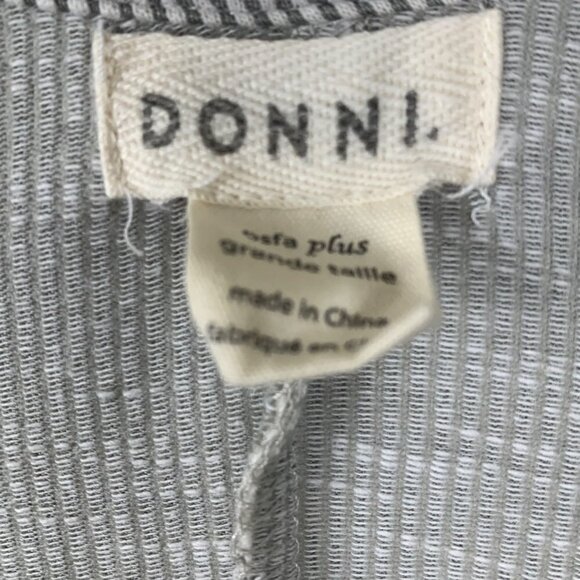 DONNI.
osfa plus
grande taille
made in China
fabriqué en